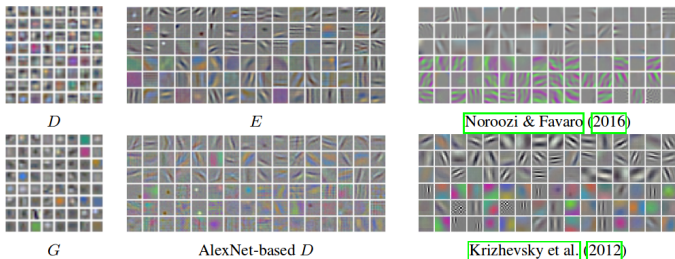 D
E
Noroozi & Favaro (2016)
G
AlexNet-based D
Krizhevsky et al. (2012)